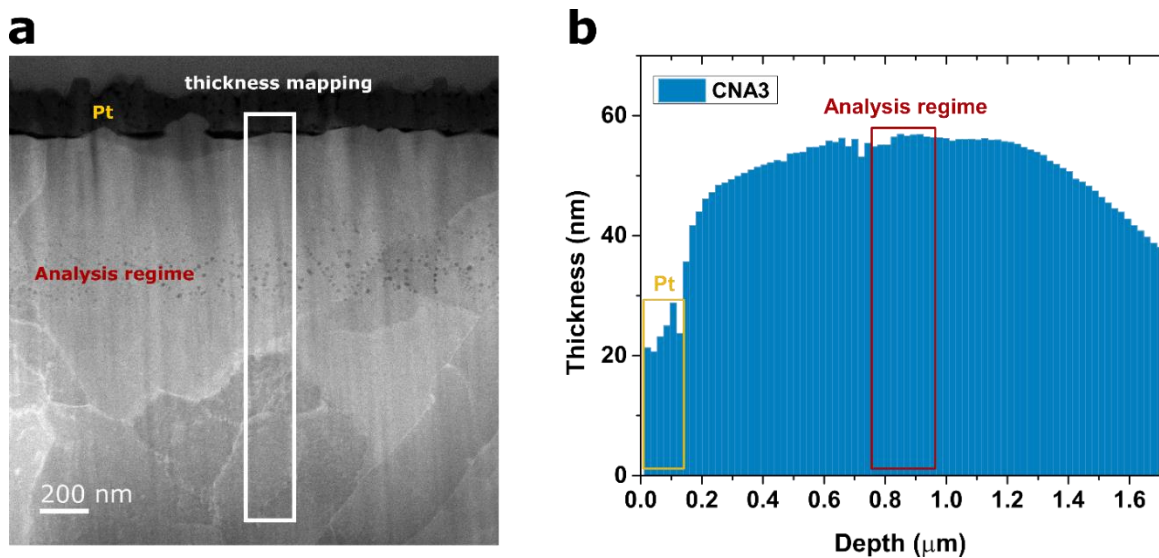 a
thickness mapping
Pt
Analysis regime
200 nm
b
CNA3
Analysis regime
Pt
Thickness (nm)
60
40
20
0
0.0 0.2 0.4 0.6 0.8 1.0 1.2 1.4 1.6
Depth (μm)